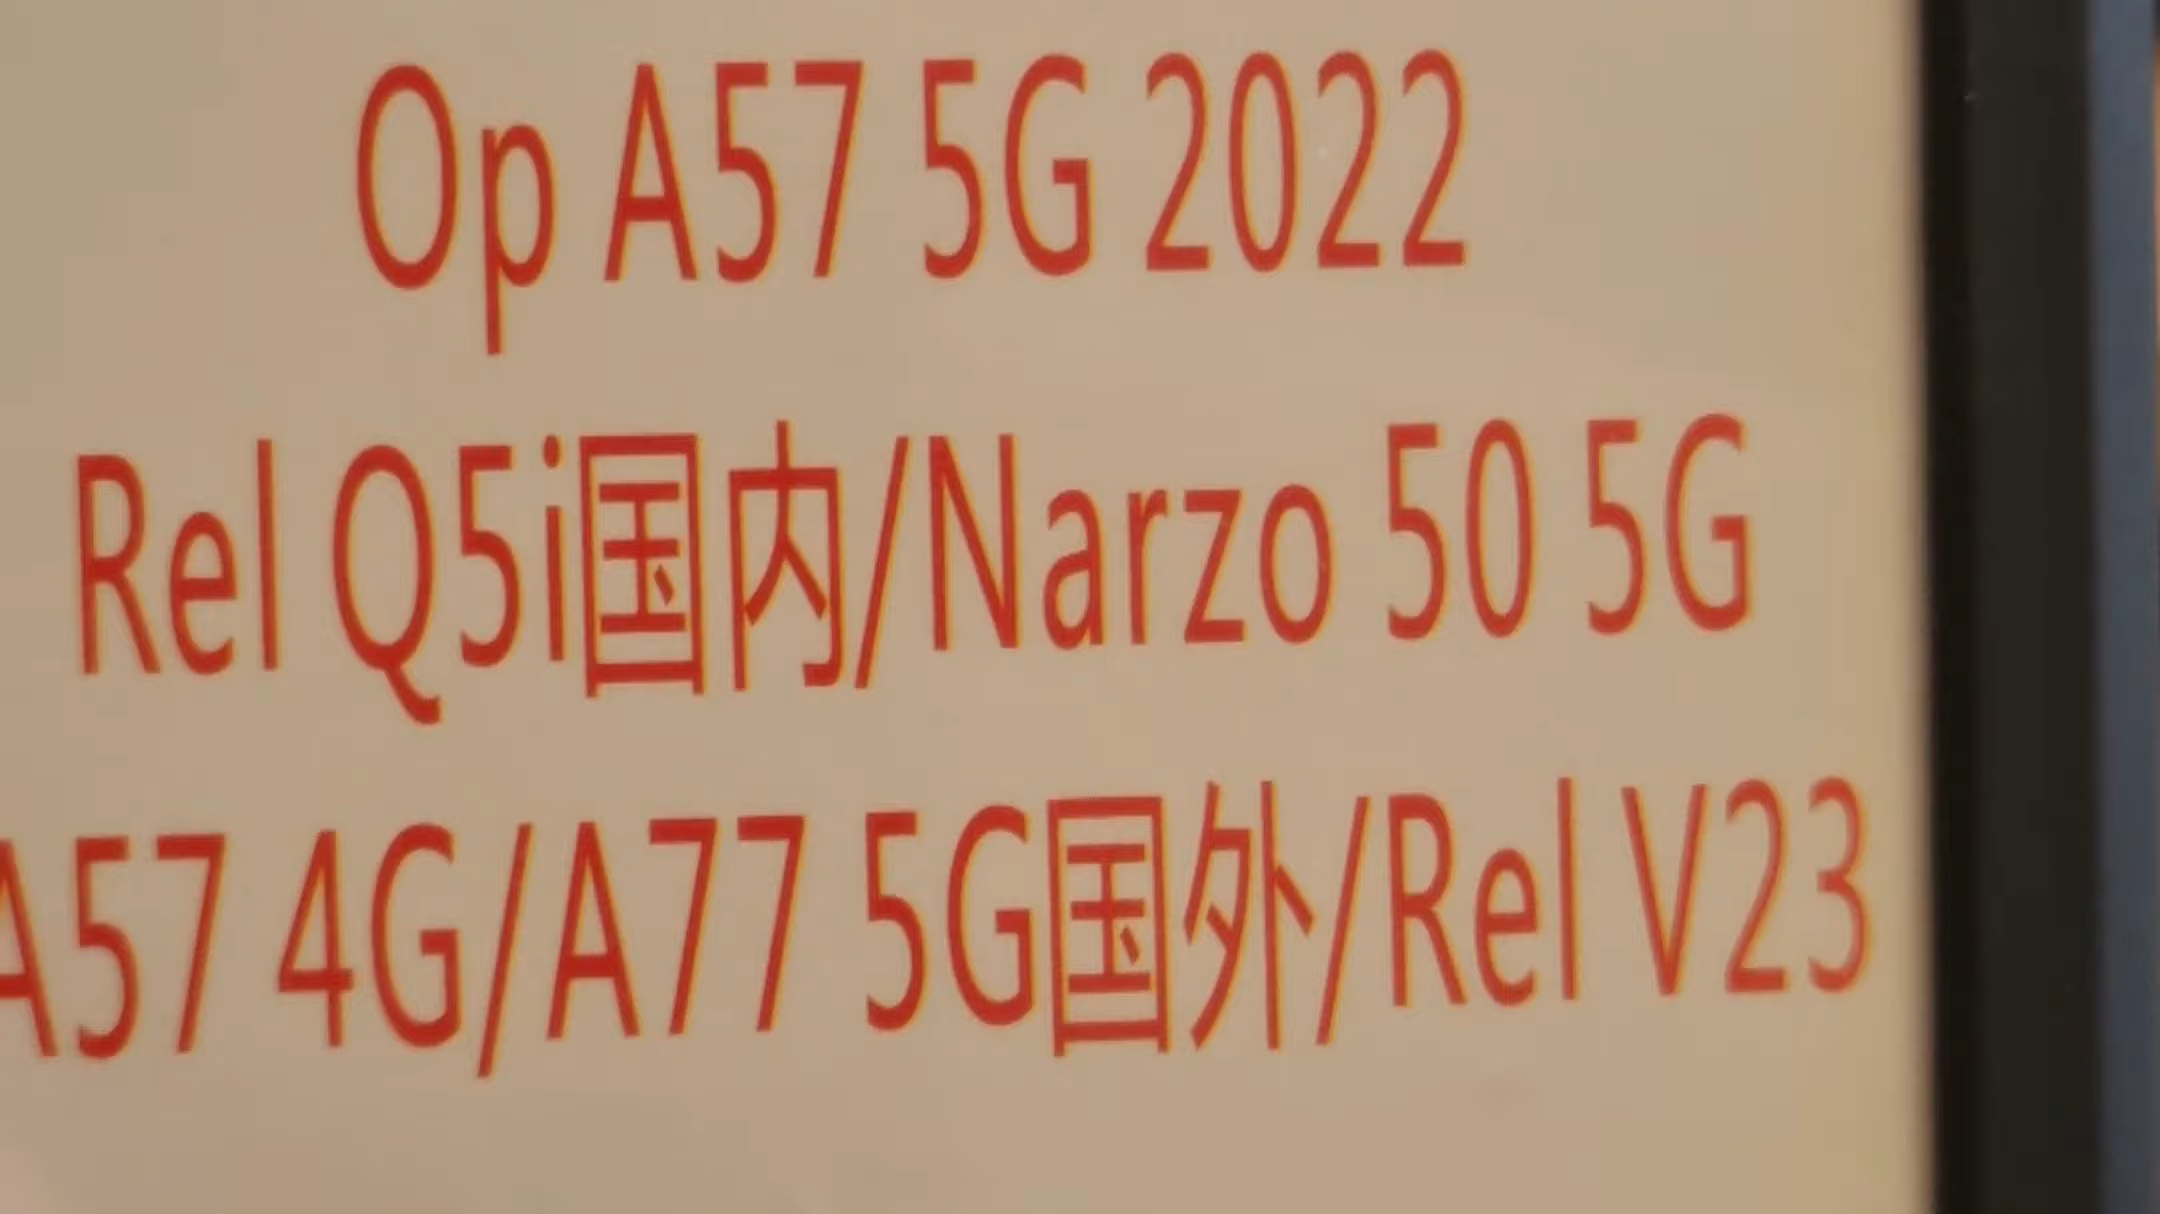 Op A57 5G 2022
Rel Q5i国内/Narzo 50 5G
A57 4G/A77 5G国外/Rel V23